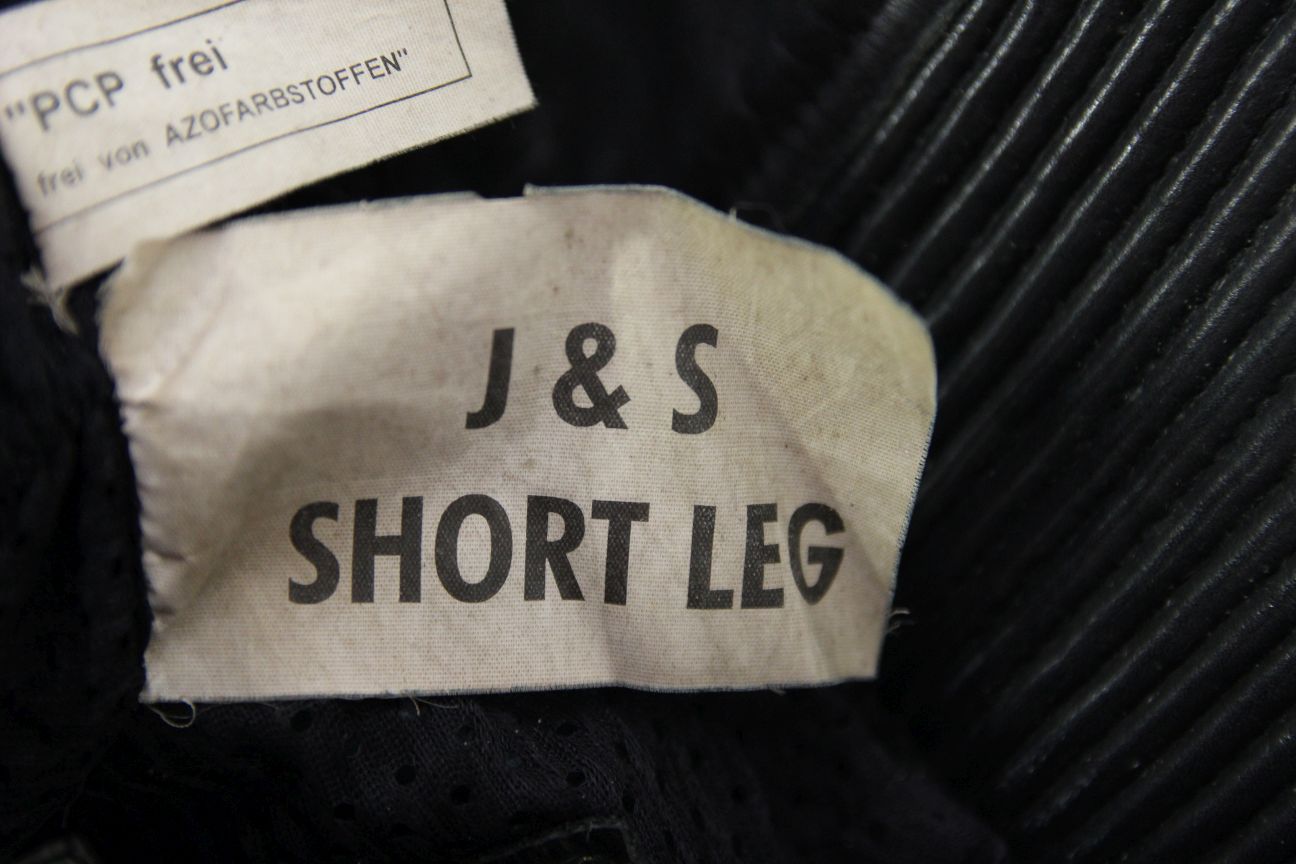 "PCP frei
frei von AZOFARBSTOFFEN"
J & S
SHORT LEG